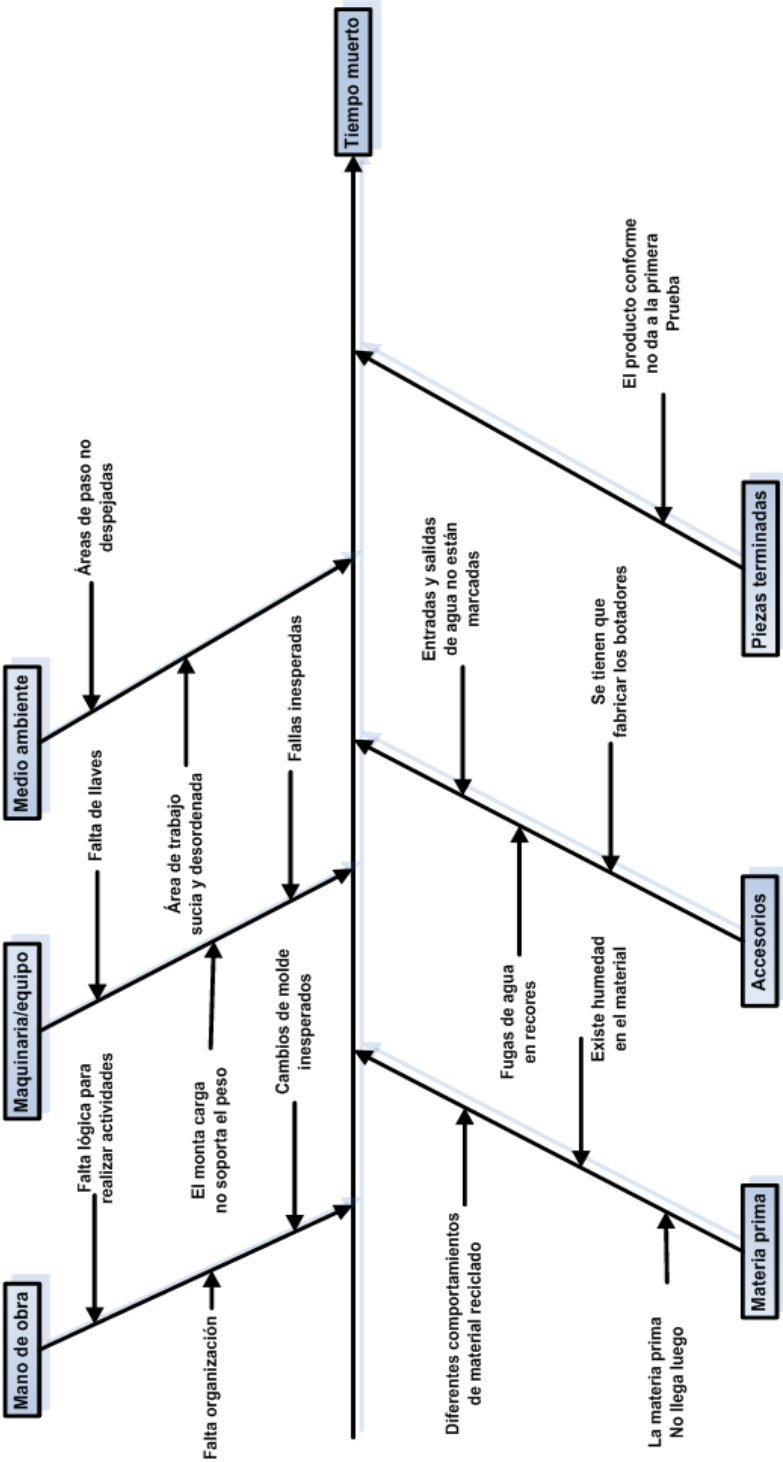 Mano de obra
Maquinaria/equipo
Medio ambiente
Falta lógica para
realizar actividades
Falta organización
Cambios de molde
inesperados
Falta de llaves
El monta carga
no soporta el peso
Fallas inesperadas
Áreas de paso no
despejadas
Área de trabajo
sucia y desordenada
Tiempo muerto
Diferentes comportamientos
de material reciclado
Existe humedad
en el material
La materia prima
No llega luego
Entradas y salidas
de agua no están
marcadas
Fugas de agua
en recores
Se tienen que
fabricar los botadores
El producto conforme
no da a la primera
Prueba
Materia prima
Accesorios
Piezas terminadas